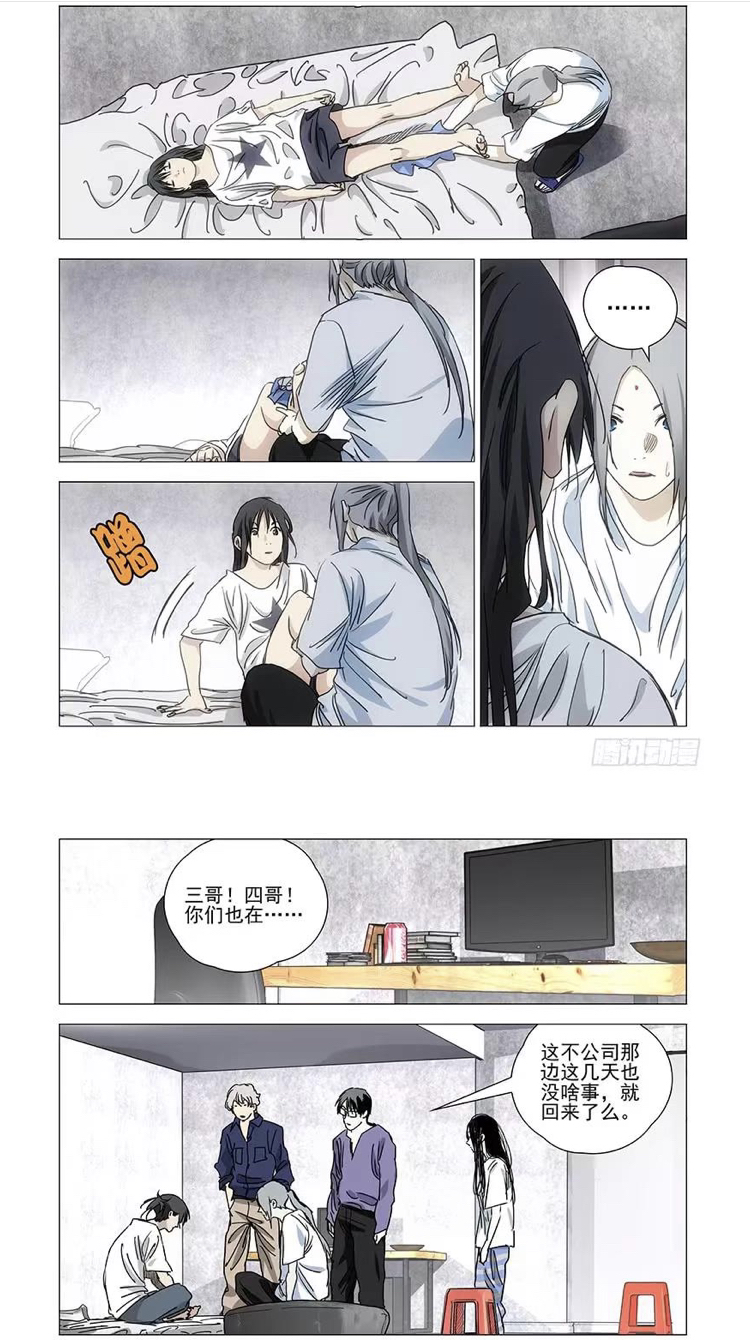 ……
噌
腾讯动漫
三哥！四哥！
你们也在……
这不公司那
边这几天也
没啥事，就
回来了么。